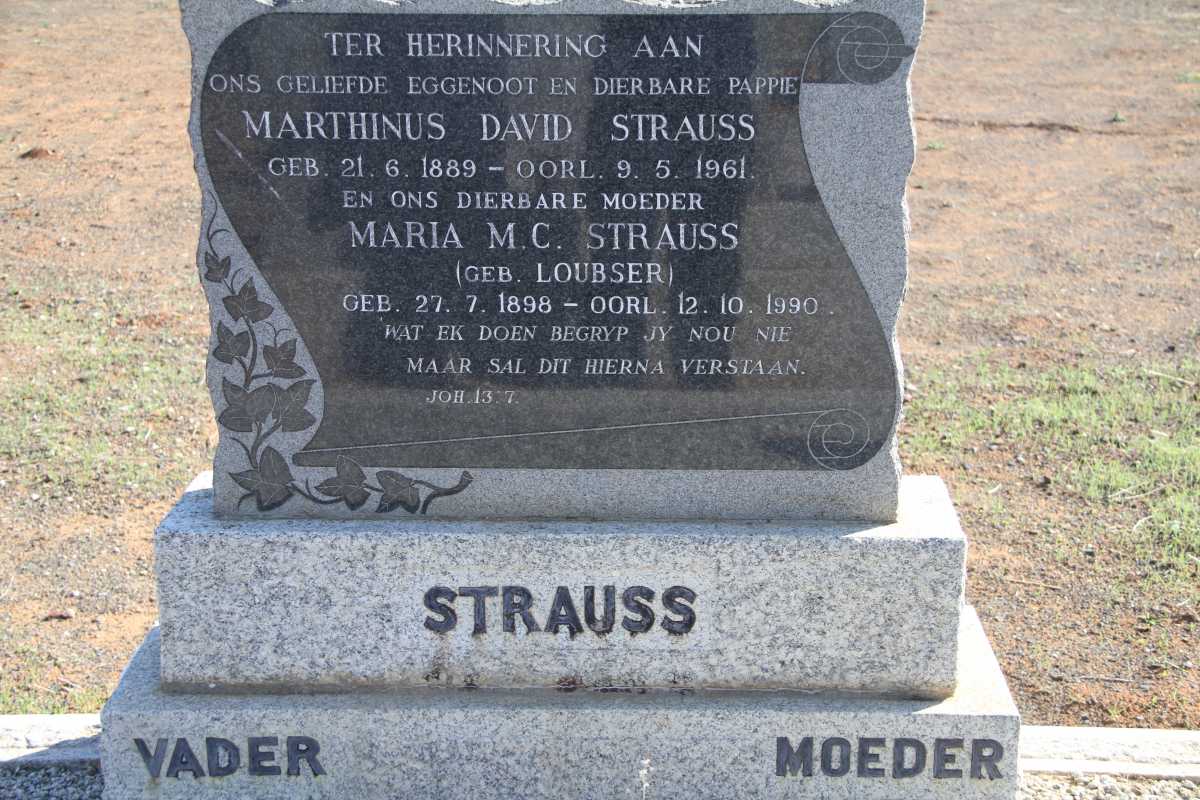 TER HERINNERING AAN
ONS GELIEFDE EGGENOOT EN DIERBARE PAPPIE
MARTHINUS DAVID STRAUSS
GEB. 21. 6. 1889 – OORL. 9. 5. 1961.
EN ONS DIERBARE MOEDER
MARIA M.C. STRAUSS
(GEB. LOUBSER)
GEB. 27. 7. 1898 – OORL. 12. 10. 1990.
WAT EK DOEN BEGRYP JY NOU NIE
MAAR SAL DIT HIERNA VERSTAAN.
JOH. 13:7.
STRAUSS
VADER MOEDER